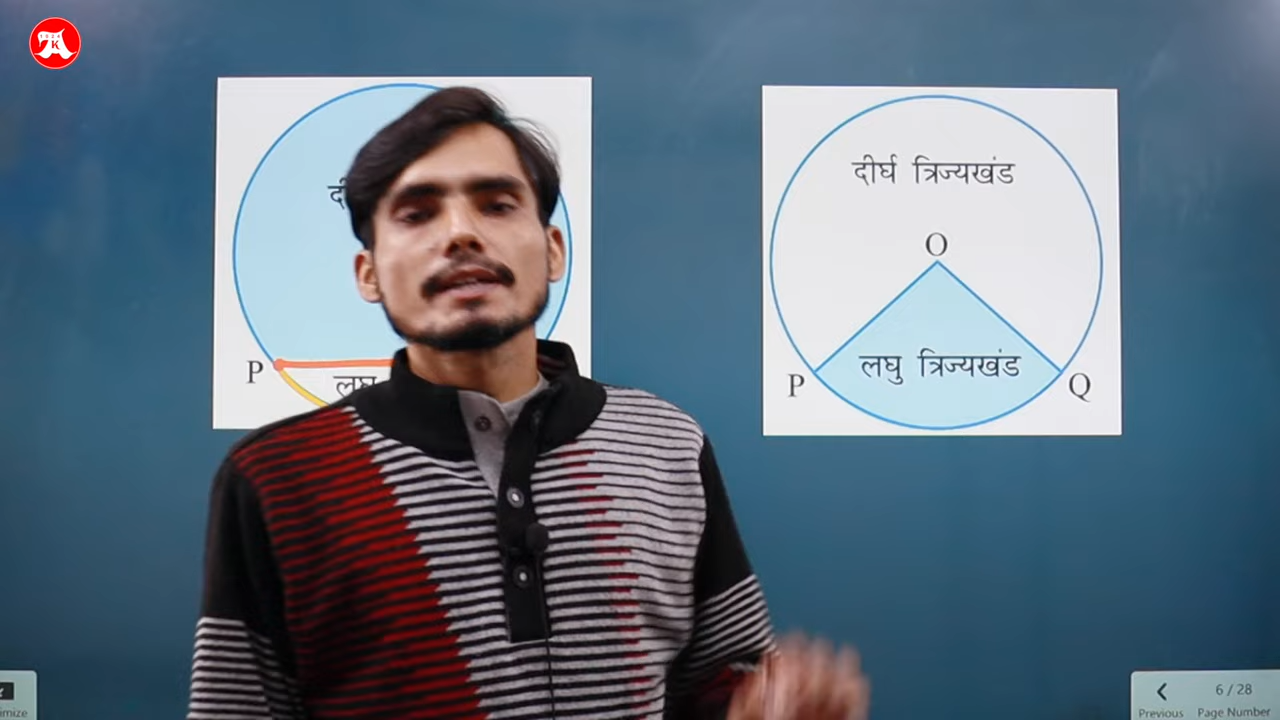 K
P
दीर्घ त्रिज्यखंड
O
लघु त्रिज्यखंड
P
Q
6 / 28
Previous
Page Number